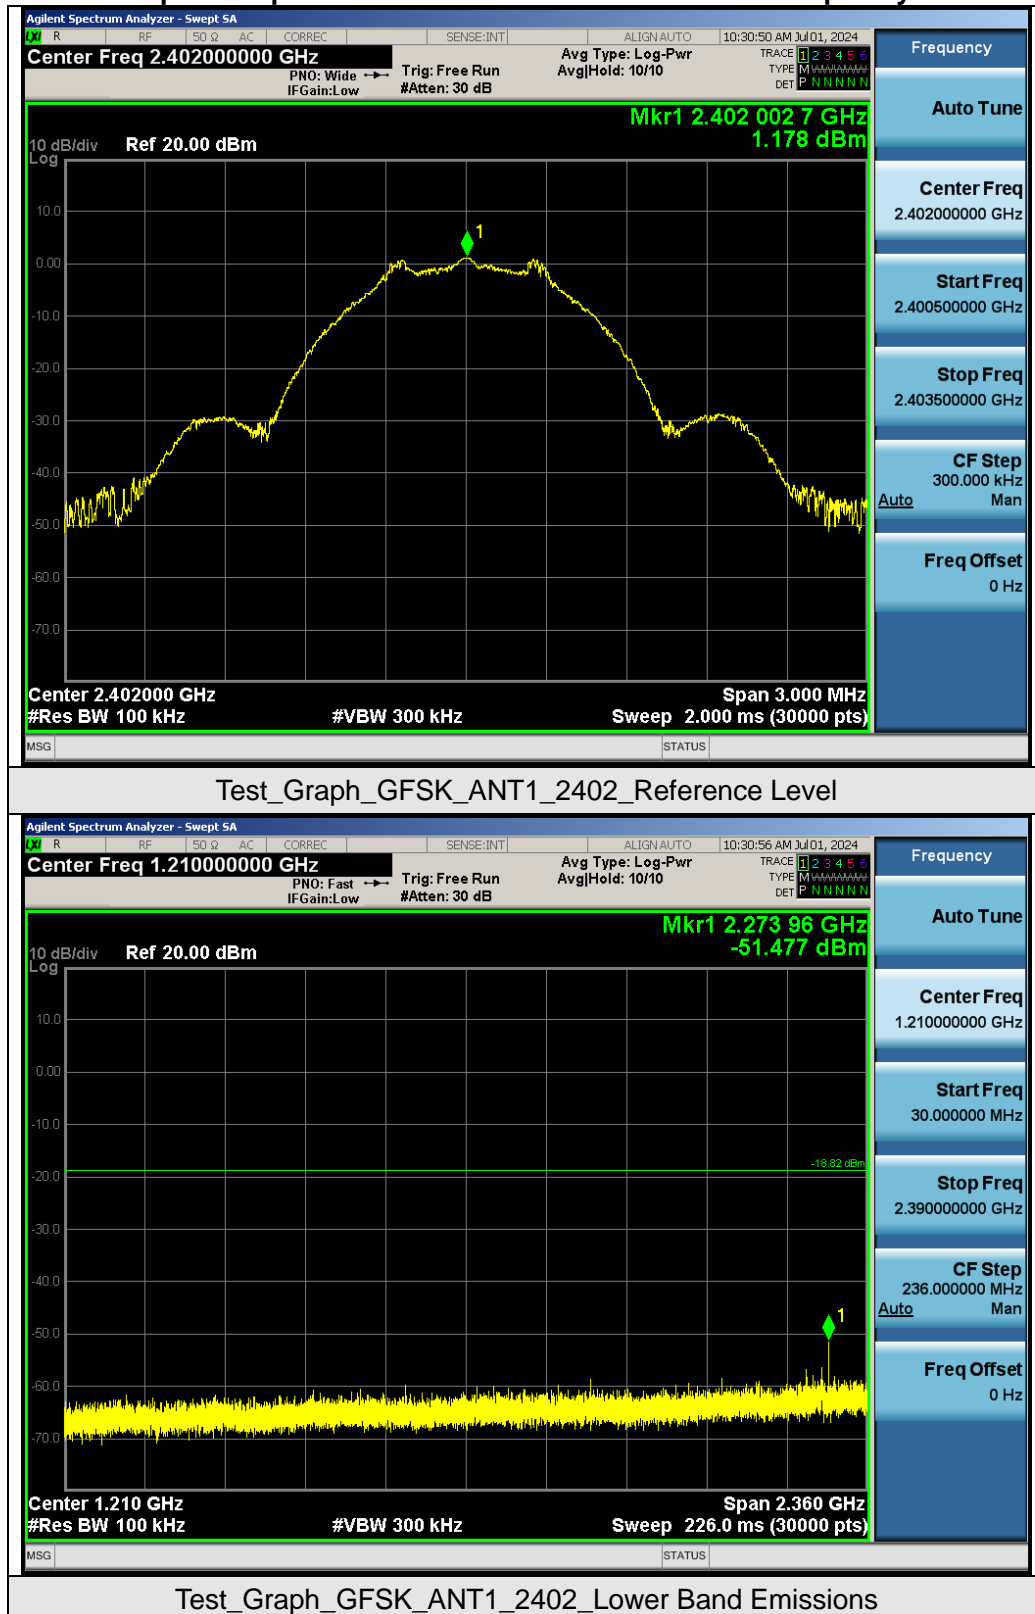 Agilent Spectrum Analyzer - Swept SA
LXI R RF 50 Ω AC CORREC SENSE:INT ALIGN AUTO 10:30:50 AM Jul 01, 2024
Center Freq 2.402000000 GHz
PNO: Wide
IFGain:Low
Trig: Free Run
#Atten: 30 dB
Avg Type: Log-Pwr
Avg|Hold: 10/10
TRACE 1 2 3 4 5 6
TYPE M
DET P N N N N N
Mkr1 2.402 002 7 GHz
1.178 dBm
10 dB/div Ref 20.00 dBm
Log
10.0
0.00
-10.0
-20.0
-30.0
-40.0
-50.0
-60.0
-70.0
1
Center 2.402000 GHz Span 3.000 MHz
#Res BW 100 kHz #VBW 300 kHz Sweep 2.000 ms (30000 pts)
MSG STATUS
Frequency
Auto Tune
Center Freq
2.402000000 GHz
Start Freq
2.400500000 GHz
Stop Freq
2.403500000 GHz
CF Step
300.000 kHz
Auto Man
Freq Offset
0 Hz
Test_Graph_GFSK_ANT1_2402_Reference Level
Agilent Spectrum Analyzer - Swept SA
LXI R RF 50 Ω AC CORREC SENSE:INT ALIGN AUTO 10:30:56 AM Jul 01, 2024
Center Freq 1.210000000 GHz
PNO: Fast
IFGain:Low
Trig: Free Run
#Atten: 30 dB
Avg Type: Log-Pwr
Avg|Hold: 10/10
TRACE 1 2 3 4 5 6
TYPE M
DET P N N N N N
Mkr1 2.273 96 GHz
-51.477 dBm
10 dB/div Ref 20.00 dBm
Log
10.0
0.00
-10.0
-20.0
-30.0
-40.0
-50.0
-60.0
-70.0
-18.82 dBm
1
Center 1.210 GHz Span 2.360 GHz
#Res BW 100 kHz #VBW 300 kHz Sweep 226.0 ms (30000 pts)
MSG STATUS
Frequency
Auto Tune
Center Freq
1.210000000 GHz
Start Freq
30.000000 MHz
Stop Freq
2.390000000 GHz
CF Step
236.000000 MHz
Auto Man
Freq Offset
0 Hz
Test_Graph_GFSK_ANT1_2402_Lower Band Emissions